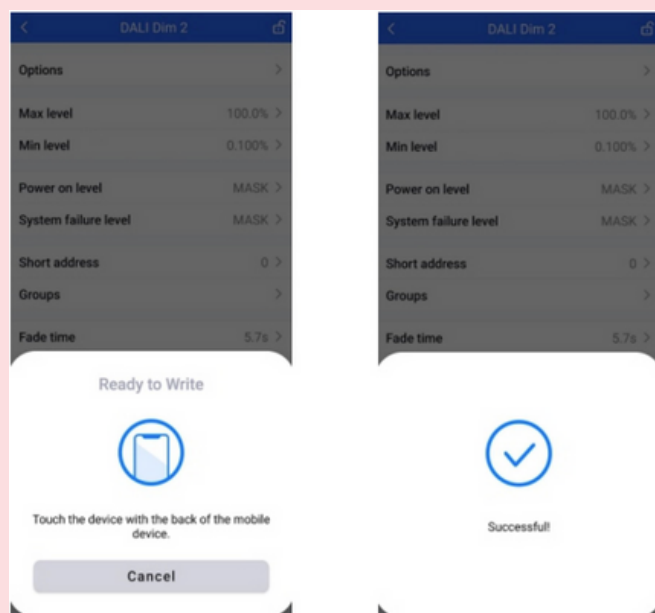 DALI Dim 2
Options
Max level 100.0%
Min level 0.100%
Power on level MASK
System failure level MASK
Short address 0
Groups
Fade time 5.7s
Ready to Write
Touch the device with the back of the mobile
device.
Cancel
DALI Dim 2
Options
Max level 100.0%
Min level 0.100%
Power on level MASK
System failure level MASK
Short address 0
Groups
Fade time 5.7s
Successful!